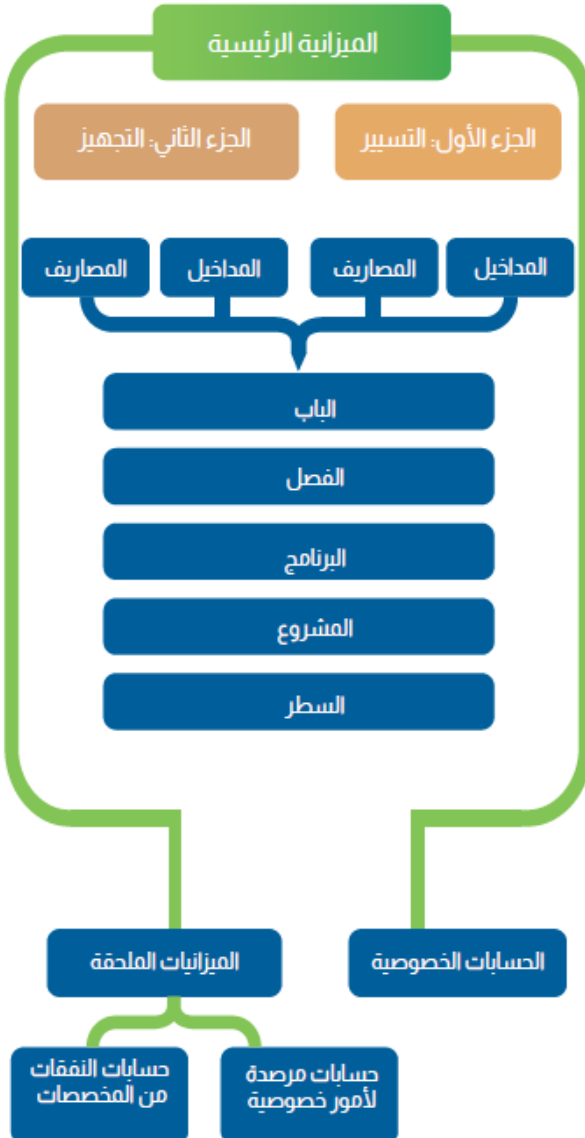 الميزانية الرئيسية
الجزء الأول: التسيير
الجزء الثاني: التجهيز
المداخيل
المصاريف
المداخيل
المصاريف
الباب
الفصل
البرنامج
المشروع
السطر
الحسابات الخصوصية
الميزانيات الملحقة
حسابات مرصدة
لأمور خصوصية
حسابات النفقات
من المخصصات